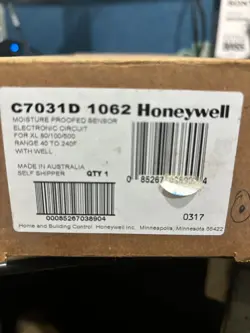 C7031D 1062 Honeywell
MOISTURE PROOFED SENSOR
ELECTRONIC CIRCUIT
FOR XL 80/100/500
RANGE 40 TO 240F
WITH WELL
MADE IN AUSTRALIA
SELF SHIPPER QTY 1
00085267038904
0317
Home and Building Control Honeywell Inc. Minneapolis, Minnesota 55422